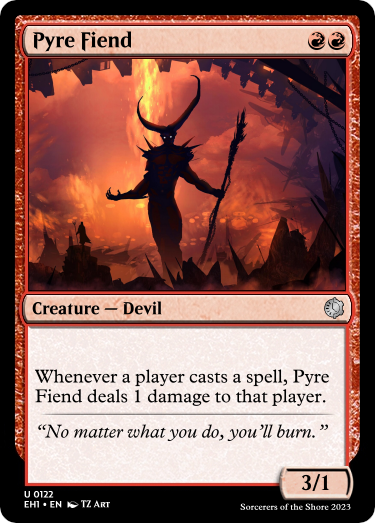 Pyre Fiend
Creature — Devil
Whenever a player casts a spell, Pyre
Fiend deals 1 damage to that player.
“No matter what you do, you’ll burn.”
3/1
U 0122
EH1 • EN TZ Art
Sorcerers of the Shore 2023